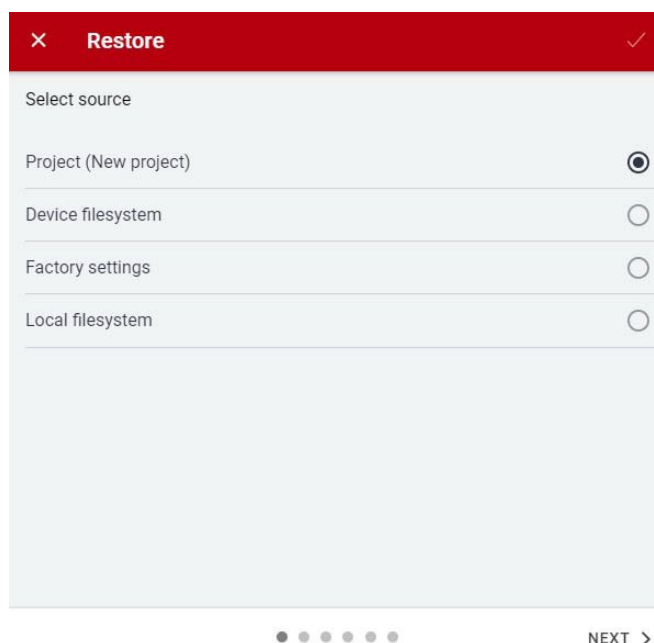 Restore
Select source
Project (New project)
Device filesystem
Factory settings
Local filesystem
NEXT